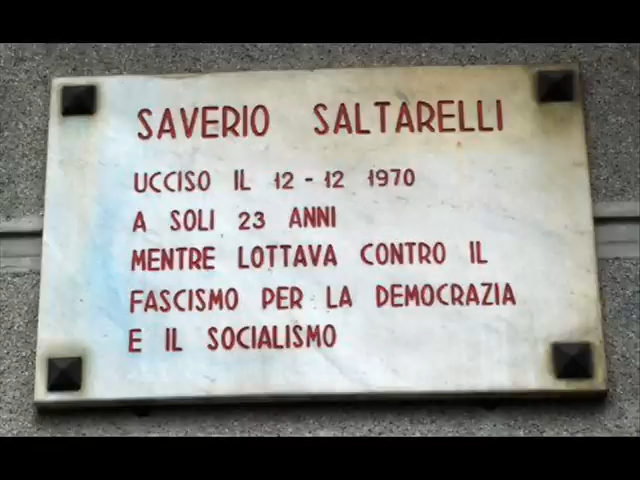 SAVERIO SALTARELLI
UCCISO IL 12-12 1970
A SOLI 23 ANNI
MENTRE LOTTAVA CONTRO IL
FASCISMO PER LA DEMOCRAZIA
E IL SOCIALISMO